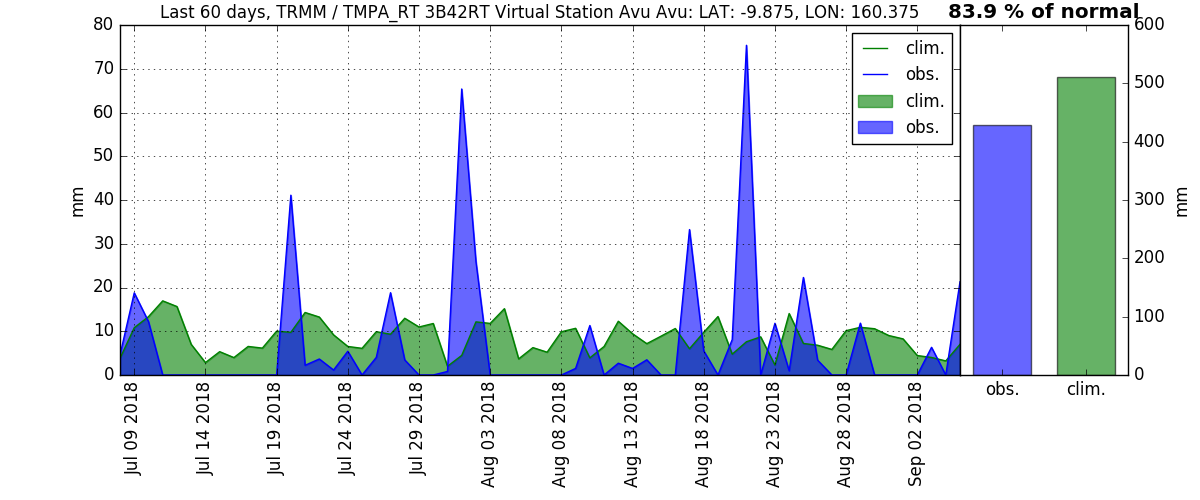 Last 60 days, TRMM / TMPA_RT 3B42RT Virtual Station Avu Avu: LAT: -9.875, LON: 160.375
83.9 % of normal
80
70
60
50
40
30
20
10
0
mm
clim.
obs.
clim.
obs.
Jul 09 2018
Jul 14 2018
Jul 19 2018
Jul 24 2018
Jul 29 2018
Aug 03 2018
Aug 08 2018
Aug 13 2018
Aug 18 2018
Aug 23 2018
Aug 28 2018
Sep 02 2018
600
500
400
300
200
100
0
mm
obs.
clim.